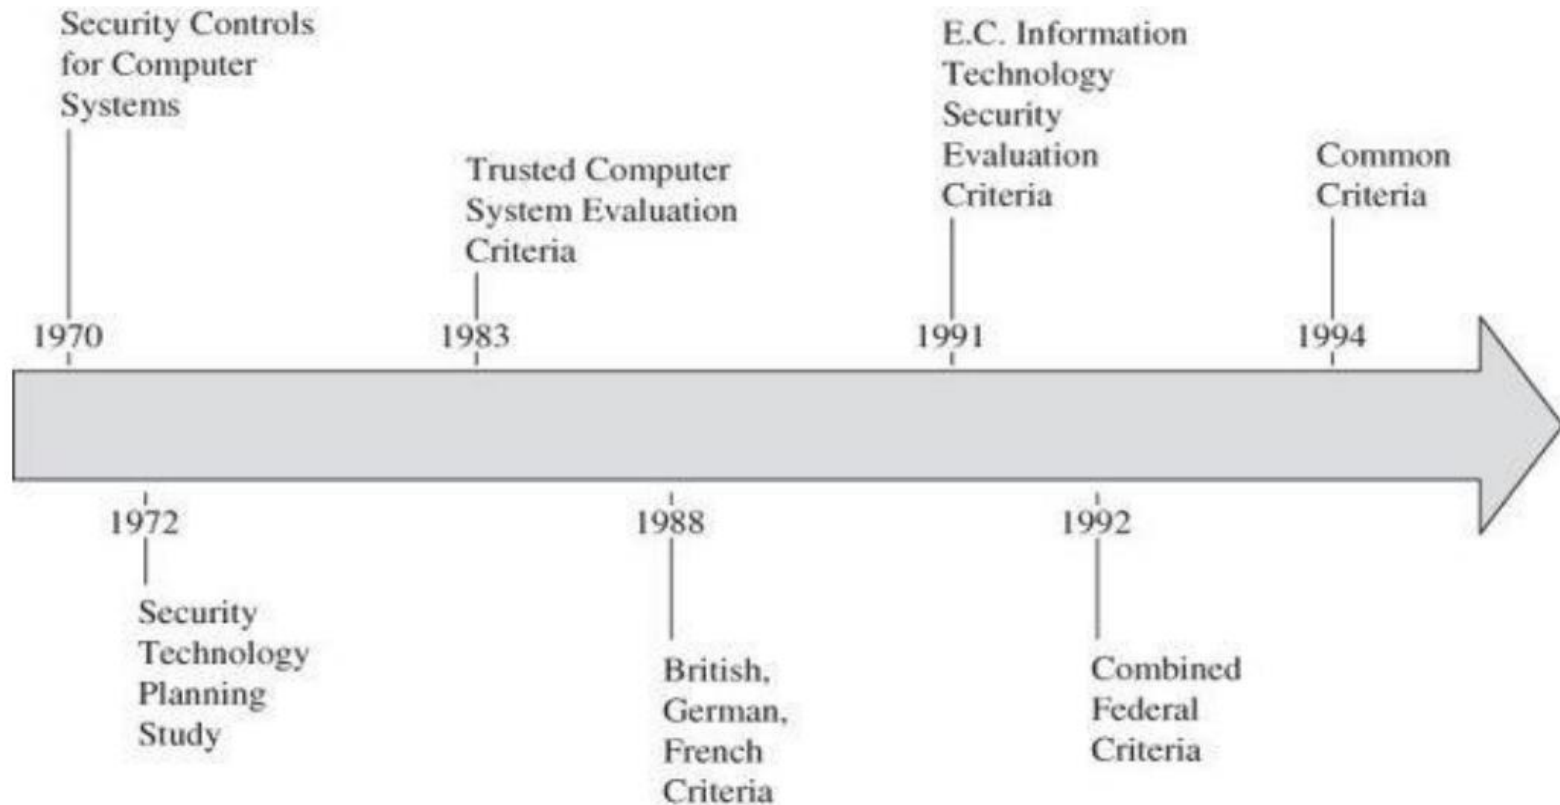 Security Controls
for Computer
Systems
1970
Security
Technology
Planning
Study
1972
Trusted Computer
System Evaluation
Criteria
1983
British,
German,
French
Criteria
1988
E.C. Information
Technology
Security
Evaluation
Criteria
1991
Combined
Federal
Criteria
1992
Common
Criteria
1994